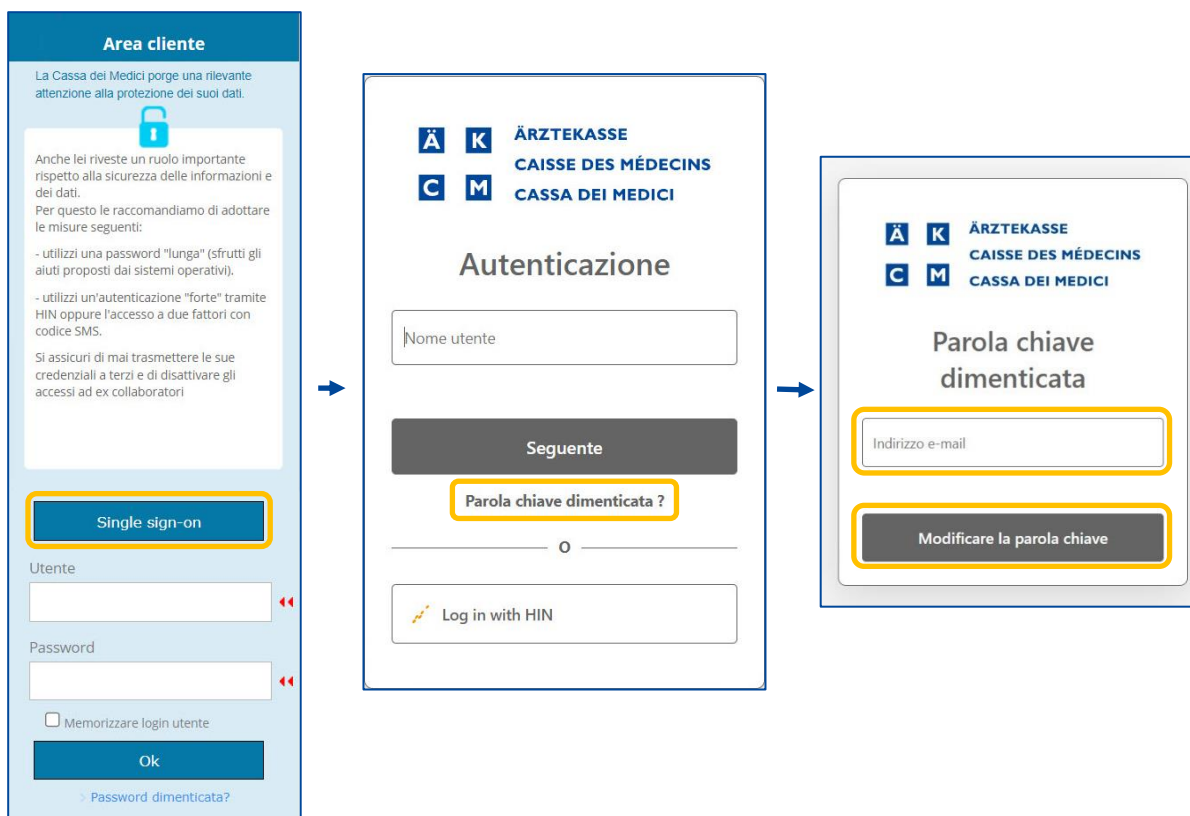 Area cliente
La Cassa dei Medici porge una rilevante
attenzione alla protezione dei suoi dati.
Anche lei riveste un ruolo importante
rispetto alla sicurezza delle informazioni e
dei dati.
Per questo le raccomandiamo di adottare
le misure seguenti:
- utilizzi una password "lunga" (sfrutti gli
aiuti proposti dai sistemi operativi),
- utilizzi un'autenticazione "forte" tramite
HIN oppure l'accesso a due fattori con
codice SMS.
Si assicuri di mai trasmettere le sue
credenziali a terzi e di disattivare gli
accessi ad ex collaboratori
Single sign-on
Utente
Password
Memorizzare login utente
Ok
> Password dimenticata?
Ä K ÄRZTEKASSE
CAISSE DES MÉDECINS
C M CASSA DEI MEDICI
Autenticazione
Nome utente
Seguente
Parola chiave dimenticata ?
O
Log in with HIN
Ä K ÄRZTEKASSE
CAISSE DES MÉDECINS
C M CASSA DEI MEDICI
Parola chiave
dimenticata
Indirizzo e-mail
Modificare la parola chiave